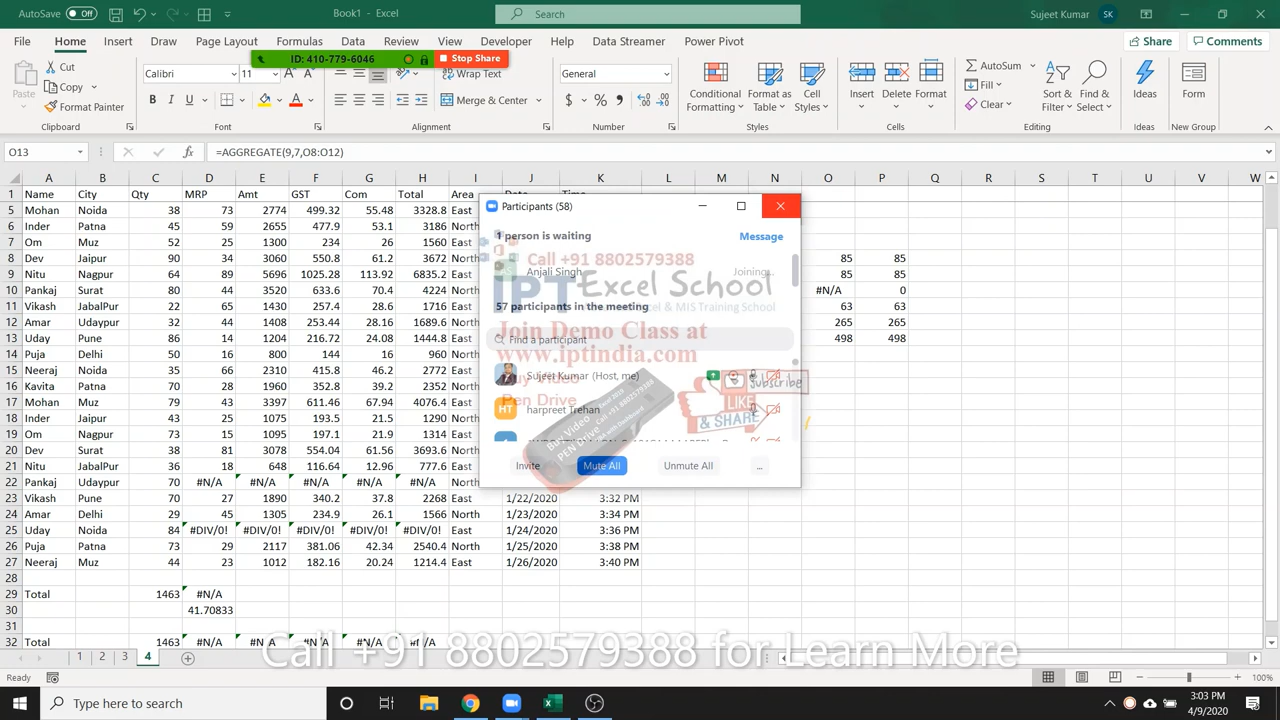 AutoSave Off Book1 - Excel Search Sujeet Kumar SK
File Home Insert Draw Page Layout Formulas Data Review View Developer Help Data Streamer Power Pivot Share Comments
ID: 410-779-6046 Stop Share
Paste Cut Copy Format Painter Calibri 11 B I U Wrap Text Merge & Center General $ % Conditional Formatting Format as Table Cell Styles Insert Delete Format AutoSum Fill Clear Sort & Filter Find & Select Ideas Form
Clipboard Font Alignment Number Styles Cells Editing Ideas New Group
O13 fx =AGGREGATE(9,7,O8:O12)
A B C D E F G H I J K L M N O P Q R S T U V W
1 Name City Qty MRP Amt GST Com Total Area Date Time
5 Mohan Noida 38 73 2774 499.32 55.48 3328.8 East
6 Inder Patna 45 59 2655 477.9 53.1 3186 North
7 Om Muz 52 25 1300 234 26 1560 East
8 Dev Jaipur 90 34 3060 550.8 61.2 3672 North 85 85
9 Nitu Nagpur 64 89 5696 1025.28 113.92 6835.2 East 85 85
10 Pankaj Surat 80 44 3520 633.6 70.4 4224 North #N/A 0
11 Vikash JabalPur 22 65 1430 257.4 28.6 1716 East 63 63
12 Amar Udaypur 32 44 1408 253.44 28.16 1689.6 North 265 265
13 Uday Pune 86 14 1204 216.72 24.08 1444.8 East 498 498
14 Puja Delhi 50 16 800 144 16 960 North
15 Neeraj Noida 35 66 2310 415.8 46.2 2772 East
16 Kavita Patna 70 28 1960 352.8 39.2 2352 North
17 Mohan Muz 79 43 3397 611.46 67.94 4076.4 East
18 Inder Jaipur 43 25 1075 193.5 21.5 1290 North
19 Om Nagpur 73 15 1095 197.1 21.9 1314 East
20 Dev Surat 81 38 3078 554.04 61.56 3693.6 North
21 Nitu JabalPur 36 18 648 116.64 12.96 777.6 East
22 Pankaj Udaypur 70 #N/A #N/A #N/A #N/A #N/A North
23 Vikash Pune 70 27 1890 340.2 37.8 2268 East 1/22/2020 3:32 PM
24 Amar Delhi 29 45 1305 234.9 26.1 1566 North 1/23/2020 3:34 PM
25 Uday Noida 84 #DIV/0! #DIV/0! #DIV/0! #DIV/0! #DIV/0! East 1/24/2020 3:36 PM
26 Puja Patna 73 29 2117 381.06 42.34 2540.4 North 1/25/2020 3:38 PM
27 Neeraj Muz 44 23 1012 182.16 20.24 1214.4 East 1/26/2020 3:40 PM
28
29 Total 1463 #N/A
30 41.70833
31
32 Total 1463 #N/A #N/A #N/A #N/A #N/A
Participants (58)
1 person is waiting Message
Call +91 8802579388
Anjali Singh Joining...
IPT Excel School
Excel & MIS Training School
57 participants in the meeting
Join Demo Class at
Find a participant
www.iptindia.com
Sujeet Kumar (Host, me)
Buy Video
Pen Drive
harpreet Trehan
Subscribe
LIKE
& SHARE
Invite Mute All Unmute All ...
Call +91 8802579388 for Learn More
1 2 3 4
Ready 100%
Type here to search 3:03 PM
4/9/2020